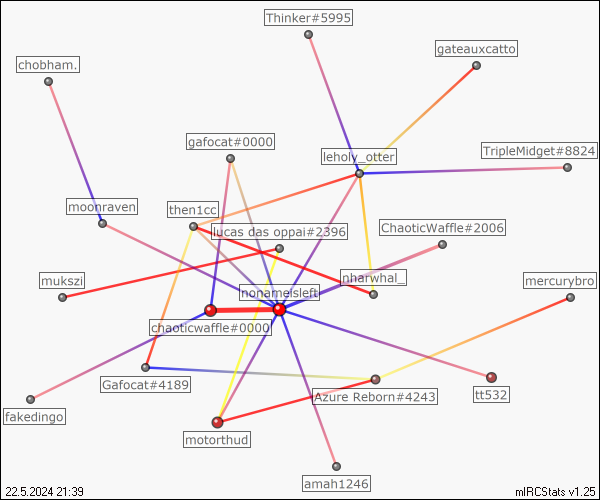 Thinker#5995
gateauxcatto
chobham.
gafocat#0000
leholy_otter
TripleMidget#8824
moonraven
then1cc
lucas das oppai#2396
ChaoticWaffle#2006
mukszi
nharwhal_
mercurybro
nonameisleft
chaoticwaffle#0000
Gafocat#4189
Azure Reborn#4243
tt532
fakedingo
motorthud
amah1246
22.5.2024 21:39
mIRCStats v1.25